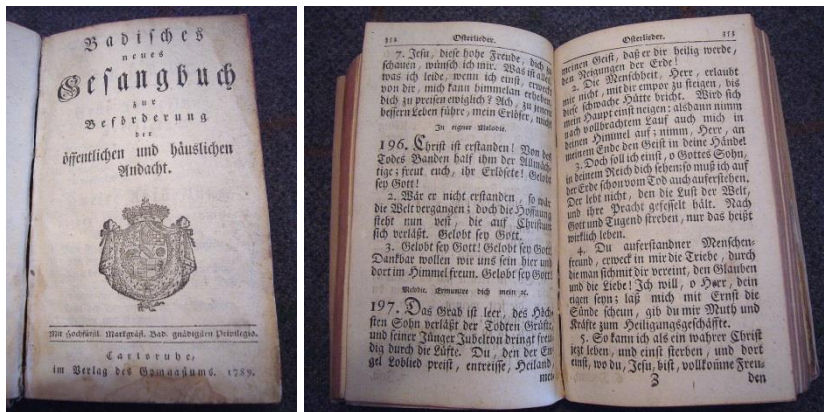 Badisches
neues
Gesangbuch
zur
Beförderung
der
öffentlichen und häuslichen
Andacht.
Mit Hochfürstl. Markgräfl. Bad. gnädigsten Privilegio.
Carlsruhe,
im Verlag des Gymnasiums. 1789.
352 Osterlieder.
7. Jesu, diese hohe Freude, dich zu
schauen, wünsch ich mir. Was ist alles,
was ich leide, wenn ich einst, erweckt
von dir, mich kann himmelan erheben,
dich zu preisen ewiglich? Ach, zu jenem
bessern Leben führe, mein Erlöser, mich!
In eigner Melodie.
196. Christ ist erstanden! Von des
Todes Banden half ihm der Allmäch-
tige; freut euch, ihr Erlösete! Gelobt
sey Gott!
2. Wär er nicht erstanden, so wär
die Welt vergangen; doch die Hoffnung
steht nun vest, die auf Christum
sich verläßt. Gelobt sey Gott.
3. Gelobt sey Gott! Gelobt sey Gott!
Dankbar wollen wir uns sein hier und
dort im Himmel freun. Gelobt sey Gott!
Melodie. Ermuntre dich mein ꝛc.
197. Das Grab ist leer, des Höch-
sten Sohn verläßt der Todten Grüfte,
und seiner Jünger Jubelton dringt freu-
dig durch die Lüfte. Du, den der En-
gel Loblied preist, entreisse, Heiland,
mei-
Osterlieder. 353
meinen Geist, daß er dir heilig werde,
den Neigungen der Erde!
2. Die Menschheit, Herr, erlaubt
mir nicht, mit dir empor zu steigen, bis
diese schwache Hütte bricht. Wird sich
mein Haupt einst neigen: alsdann nimm
nach vollbrachtem Lauf auch mich in
deinen Himmel auf; nimm, Herr, an
meinem Ende den Geist in deine Hände!
3. Doch soll ich einst, o Gottes Sohn,
in deinem Reich dich sehen; so muß ich auf
der Erde schon vom Tod auch auferstehen.
Der lebt nicht, den die Lust der Welt,
und ihre Pracht gefesselt hält. Nach
Gott und Tugend streben, nur das heißt
wirklich leben.
4. Du auferstandner Menschen-
freund, erweck in mir die Triebe, durch
die man sich mit dir vereint, den Glauben
und die Liebe! Ich will, o Herr, dein
eigen seyn; laß mich mit Ernst die
Sünde scheun, gib du mir Muth und
Kräfte zum Heiligungsgeschäffte.
5. So kann ich als ein wahrer Christ
jezt leben, und einst sterben, und dort
einst, wo du, Jesu, bist, vollkomne Freu-
Z den